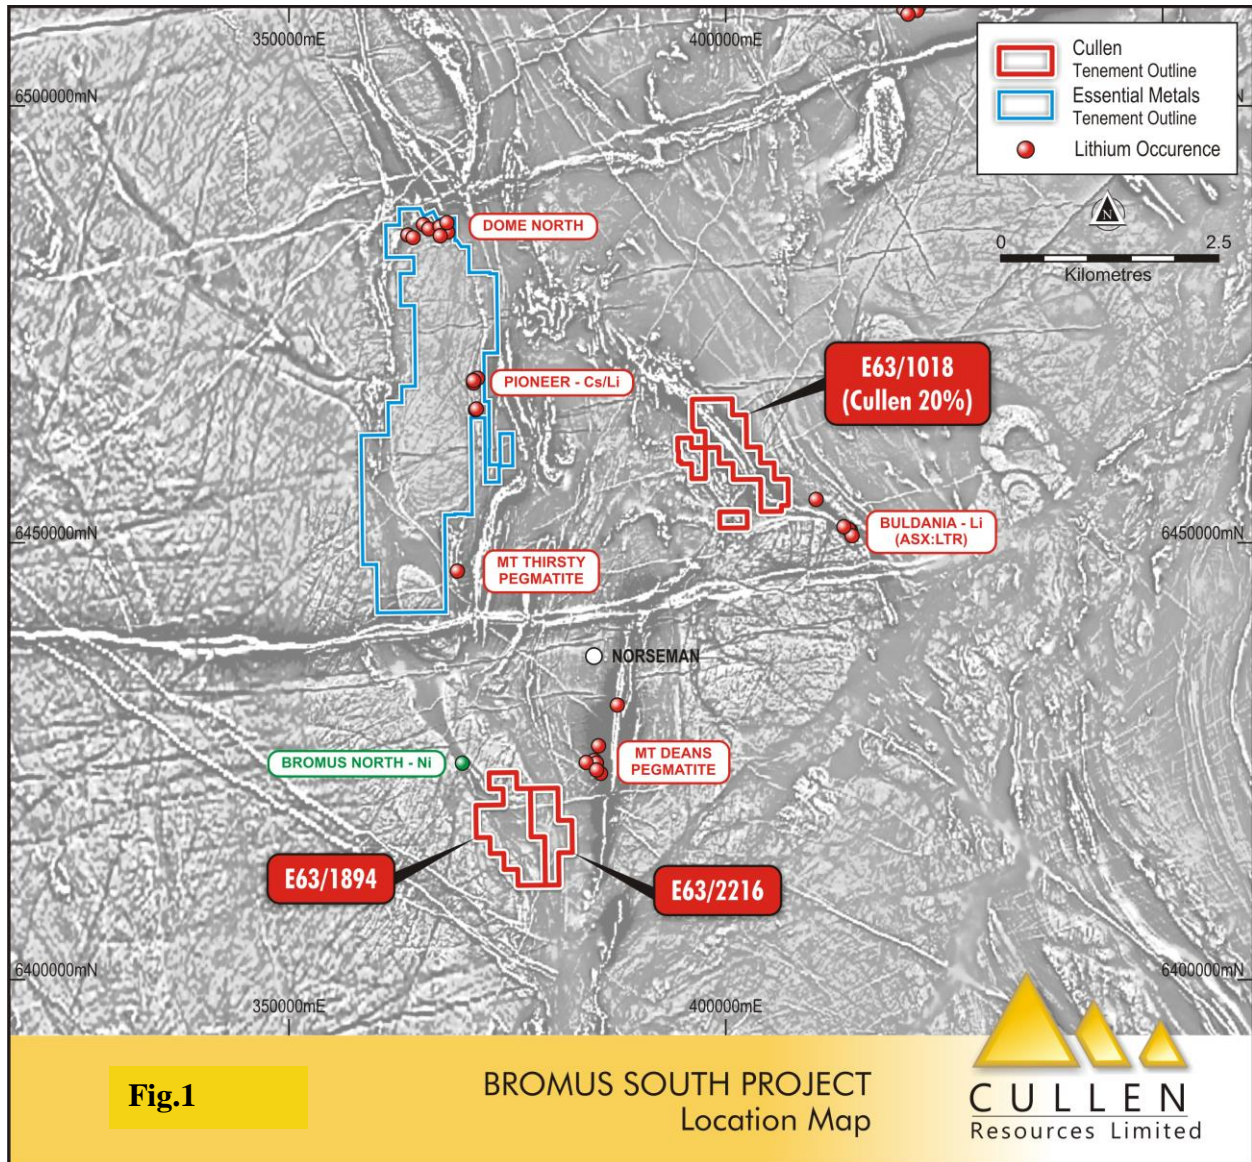 350000mE
400000mE
6500000mN
N
Cullen
Tenement Outline
Essential Metals
Tenement Outline
Lithium Occurence
N
0
2.5
Kilometres
DOME NORTH
PIONEER - Cs/Li
E63/1018
(Cullen 20%)
BULDANIA - Li
(ASX:LTR)
6450000mN
6450000mN
MT THIRSTY
PEGMATITE
NORSEMAN
BROMUS NORTH - Ni
MT DEANS
PEGMATITE
E63/1894
E63/2216
6400000mN
6400000mN
350000mE
400000mE
Fig.1
BROMUS SOUTH PROJECT
Location Map
CULLEN
Resources Limited